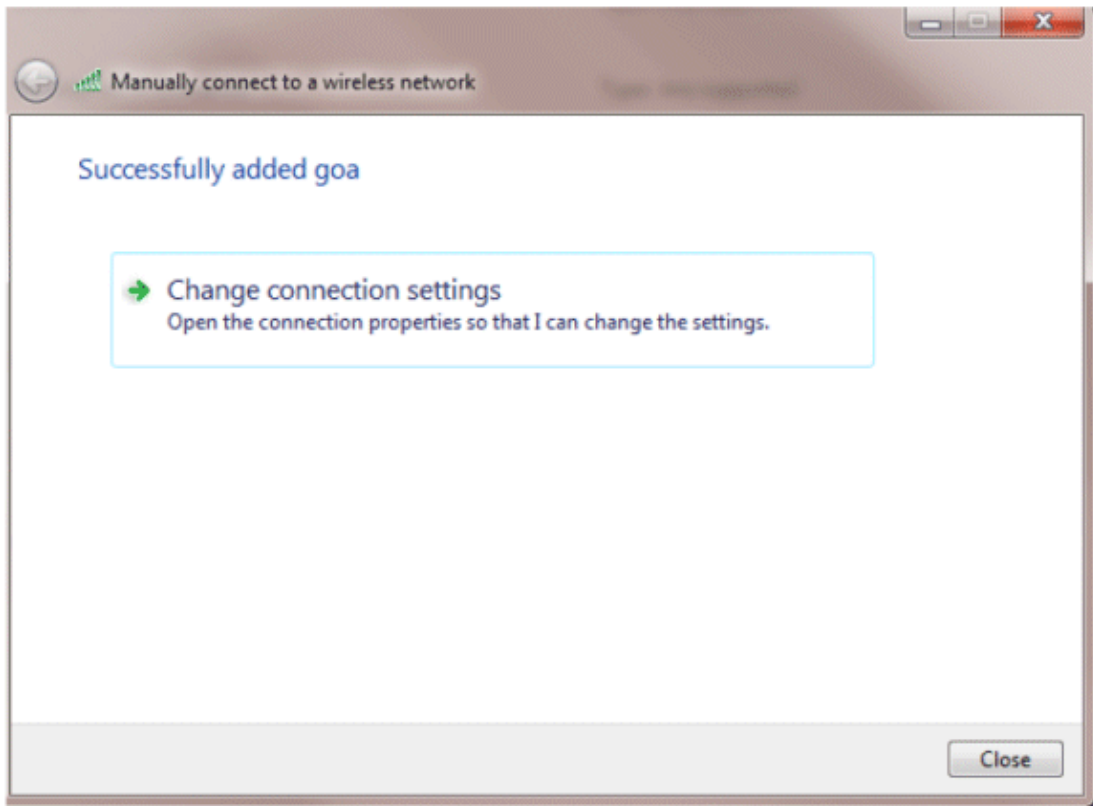 Manually connect to a wireless network
Successfully added goa
Change connection settings
Open the connection properties so that I can change the settings.
Close